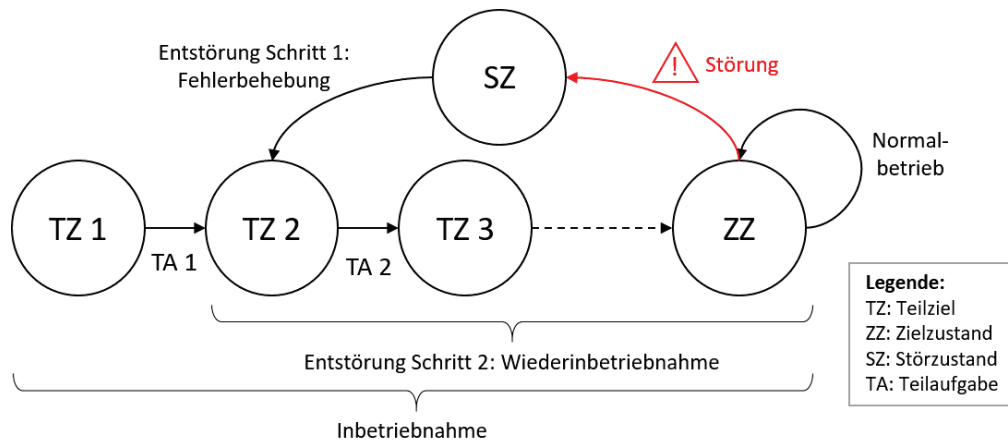 Entstörung Schritt 1:
Fehlerbehebung
SZ
!
Störung
Normal-
betrieb
TZ 1
TA 1
TZ 2
TA 2
TZ 3
ZZ
Legende:
TZ: Teilziel
ZZ: Zielzustand
SZ: Störzustand
TA: Teilaufgabe
Entstörung Schritt 2: Wiederinbetriebnahme
Inbetriebnahme